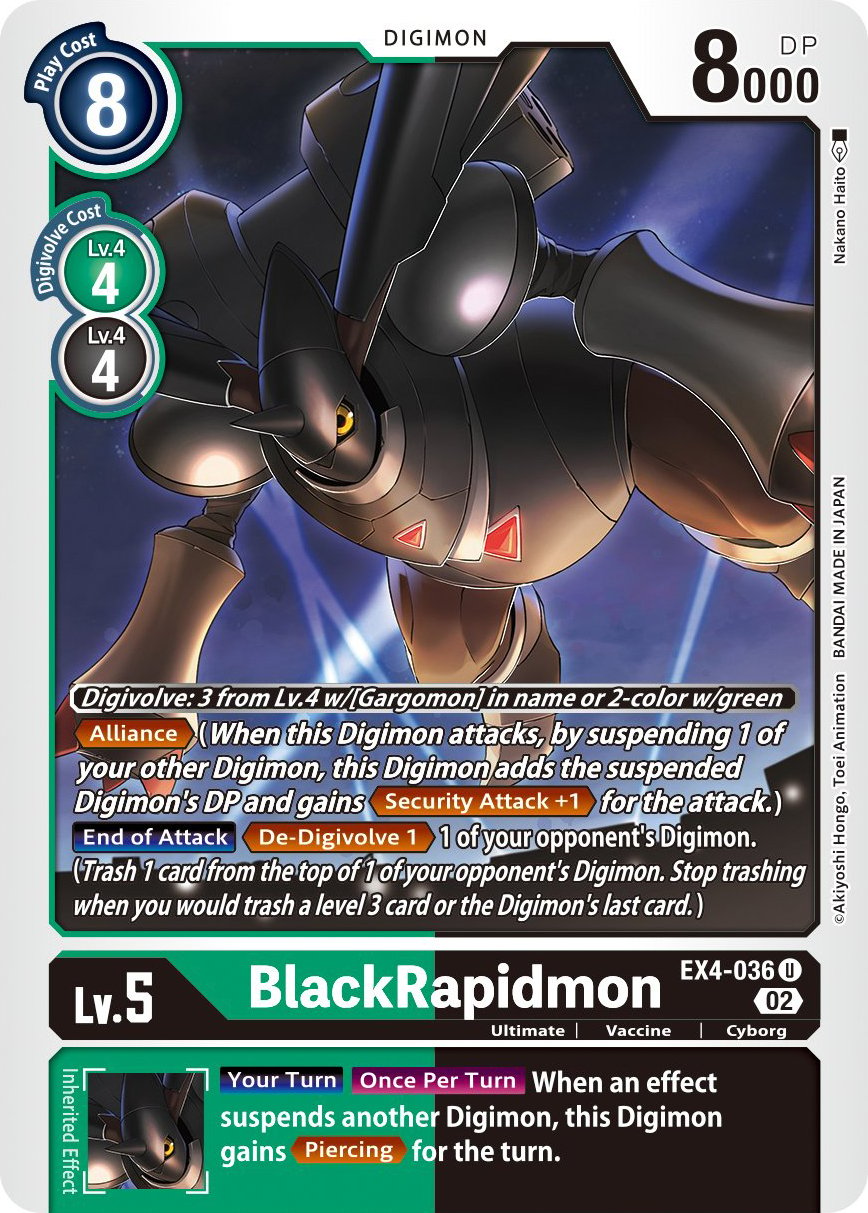 DIGIMON
Play Cost
8
DP
8000
Digivolve Cost
Lv.4
4
Lv.4
4
Nakano Haito
BANDAI MADE IN JAPAN
©Akiyoshi Hongo, Toei Animation
Digivolve: 3 from Lv.4 w/[Gargomon] in name or 2-color w/green
Alliance (When this Digimon attacks, by suspending 1 of
your other Digimon, this Digimon adds the suspended
Digimon's DP and gains Security Attack +1 for the attack.)
End of Attack De-Digivolve 1 1 of your opponent's Digimon.
(Trash 1 card from the top of 1 of your opponent's Digimon. Stop trashing
when you would trash a level 3 card or the Digimon's last card.)
Lv.5
BlackRapidmon
EX4-036 U
02
Ultimate | Vaccine | Cyborg
Inherited Effect
Your Turn Once Per Turn When an effect
suspends another Digimon, this Digimon
gains Piercing for the turn.